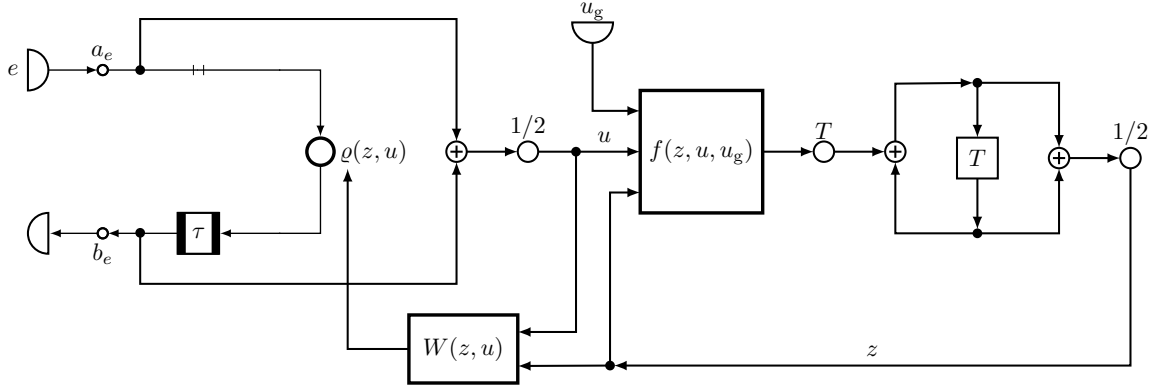 u_g
e
a_e
1/2
u
ϱ(z, u)
f(z, u, u_g)
T
T
1/2
τ
b_e
W(z, u)
z